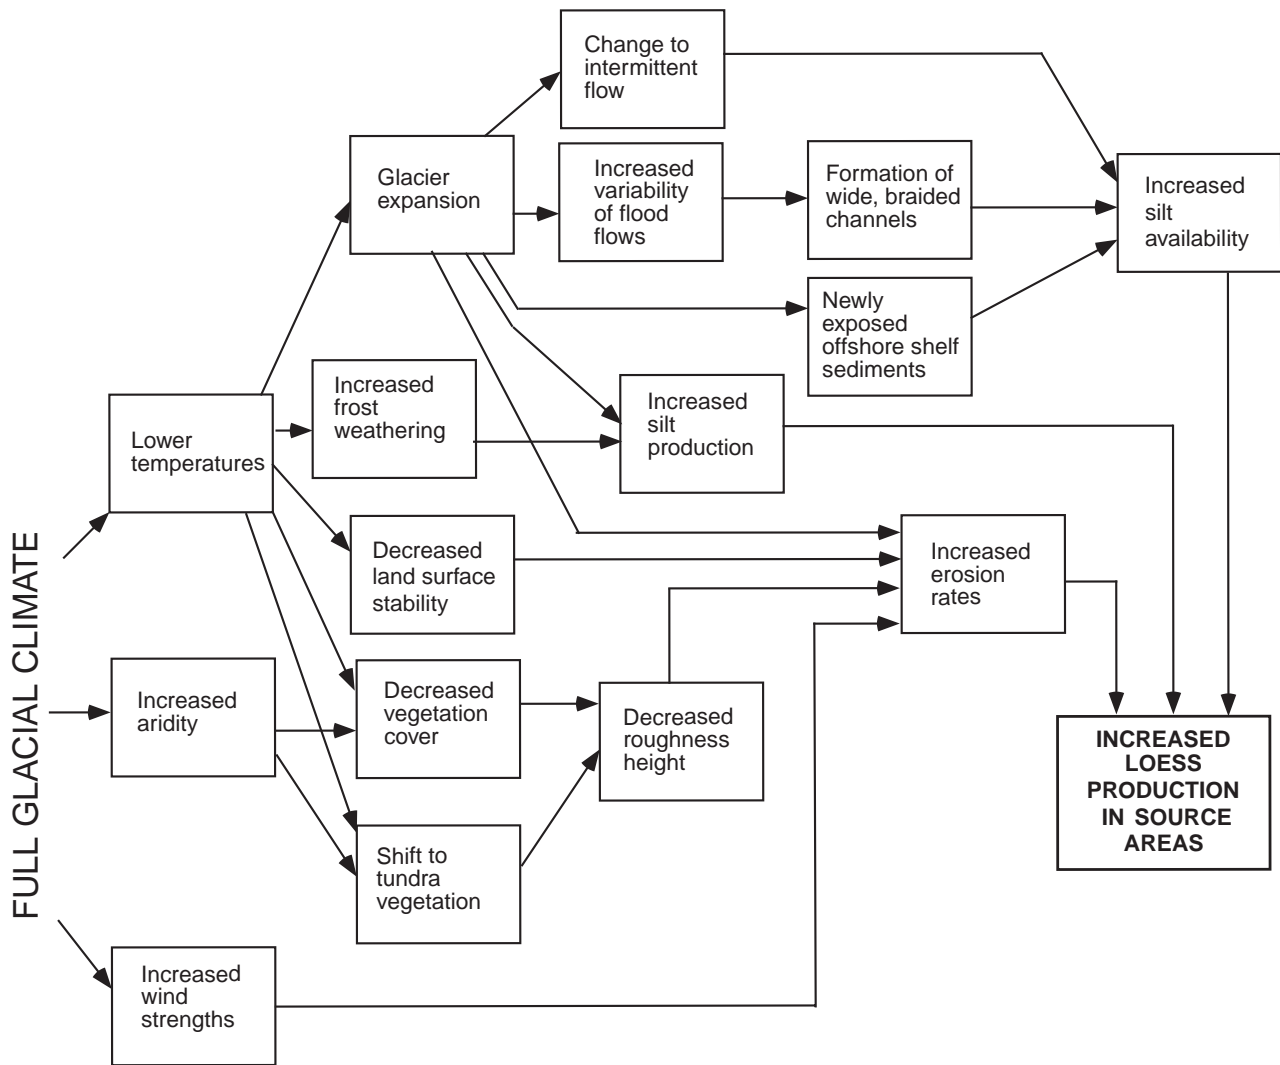 Change to
intermittent
flow
Glacier
expansion
Increased
variability
of flood
flows
Formation of
wide, braided
channels
Increased
silt
availability
Newly
exposed
offshore shelf
sediments
Increased
frost
weathering
Increased
silt
production
Lower
temperatures
Decreased
land surface
stability
Increased
erosion
rates
FULL GLACIAL CLIMATE
Increased
aridity
Decreased
vegetation
cover
Decreased
roughness
height
INCREASED
LOESS
PRODUCTION
IN SOURCE
AREAS
Shift to
tundra
vegetation
Increased
wind
strengths